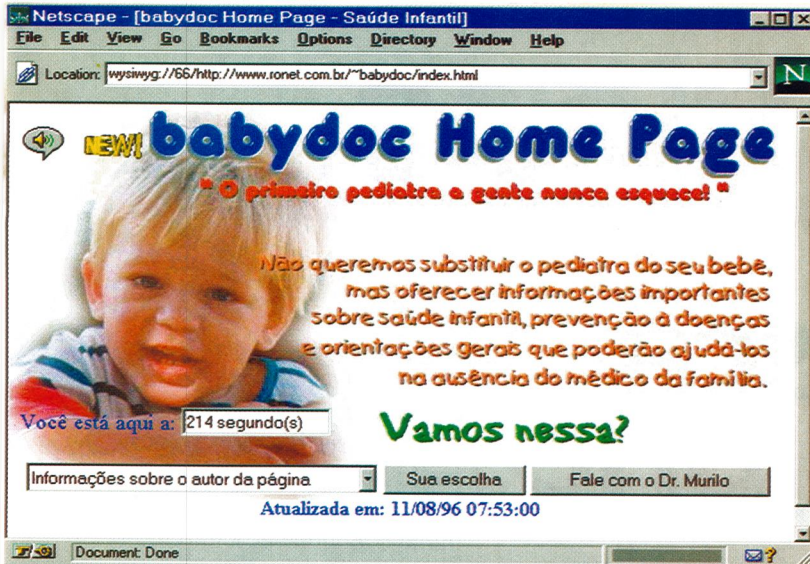 Netscape - [babydoc Home Page - Saúde Infantil]
File Edit View Go Bookmarks Options Directory Window Help
Location: wysiwyg://66/http://www.ronet.com.br/~babydoc/index.html
N
NEW! babydoc Home Page
" O primeiro pediatra a gente nunca esquece! "
Não queremos substituir o pediatra do seu bebê,
mas oferecer informações importantes
sobre saúde infantil, prevenção à doenças
e orientações gerais que poderão ajudá-los
na ausência do médico da família.
Você está aqui a: 214 segundo(s)
Vamos nessa?
Informações sobre o autor da página Sua escolha Fale com o Dr. Murilo
Atualizada em: 11/08/96 07:53:00
Document: Done